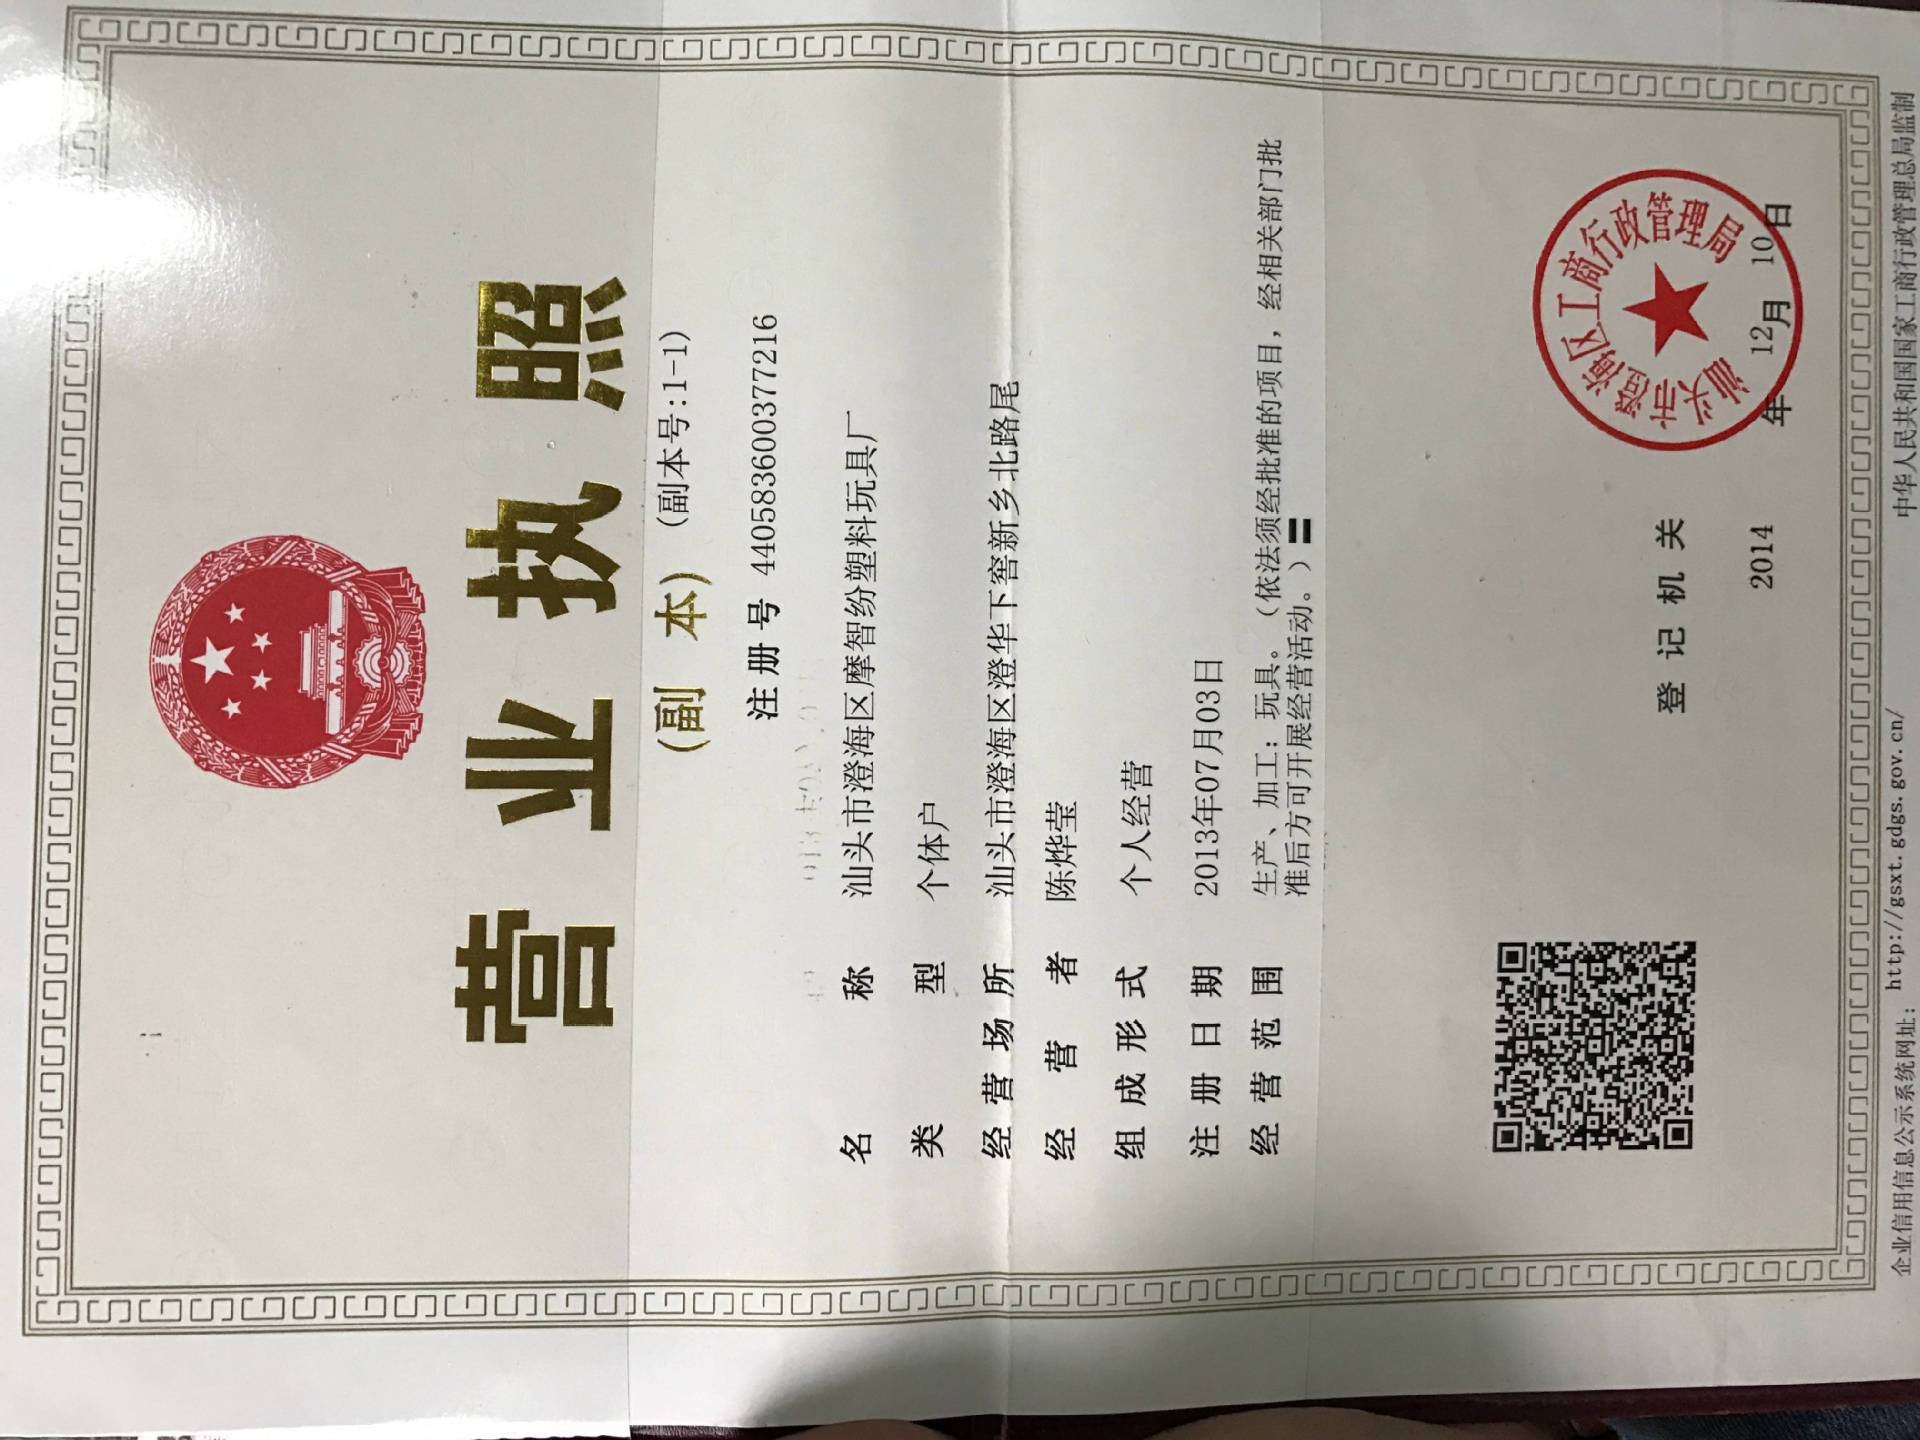 营业执照
(副 本) (副本号:1-1)
注册号 440583600377216
名称 汕头市澄海区摩智纷塑料玩具厂
类型 个体户
经营场所 汕头市澄海区澄华下窖新乡北路尾
经营者 陈烨莹
组成形式 个人经营
注册日期 2013年07月03日
经营范围 生产、加工：玩具。（依法须经批准的项目，经相关部门批
准后方可开展经营活动。）
汕头市澄海区工商行政管理局
登记机关
2014 年 12月 10日
企业信用信息公示系统网址： http://gsxt.gdgs.gov.cn/ 中华人民共和国国家工商行政管理总局监制